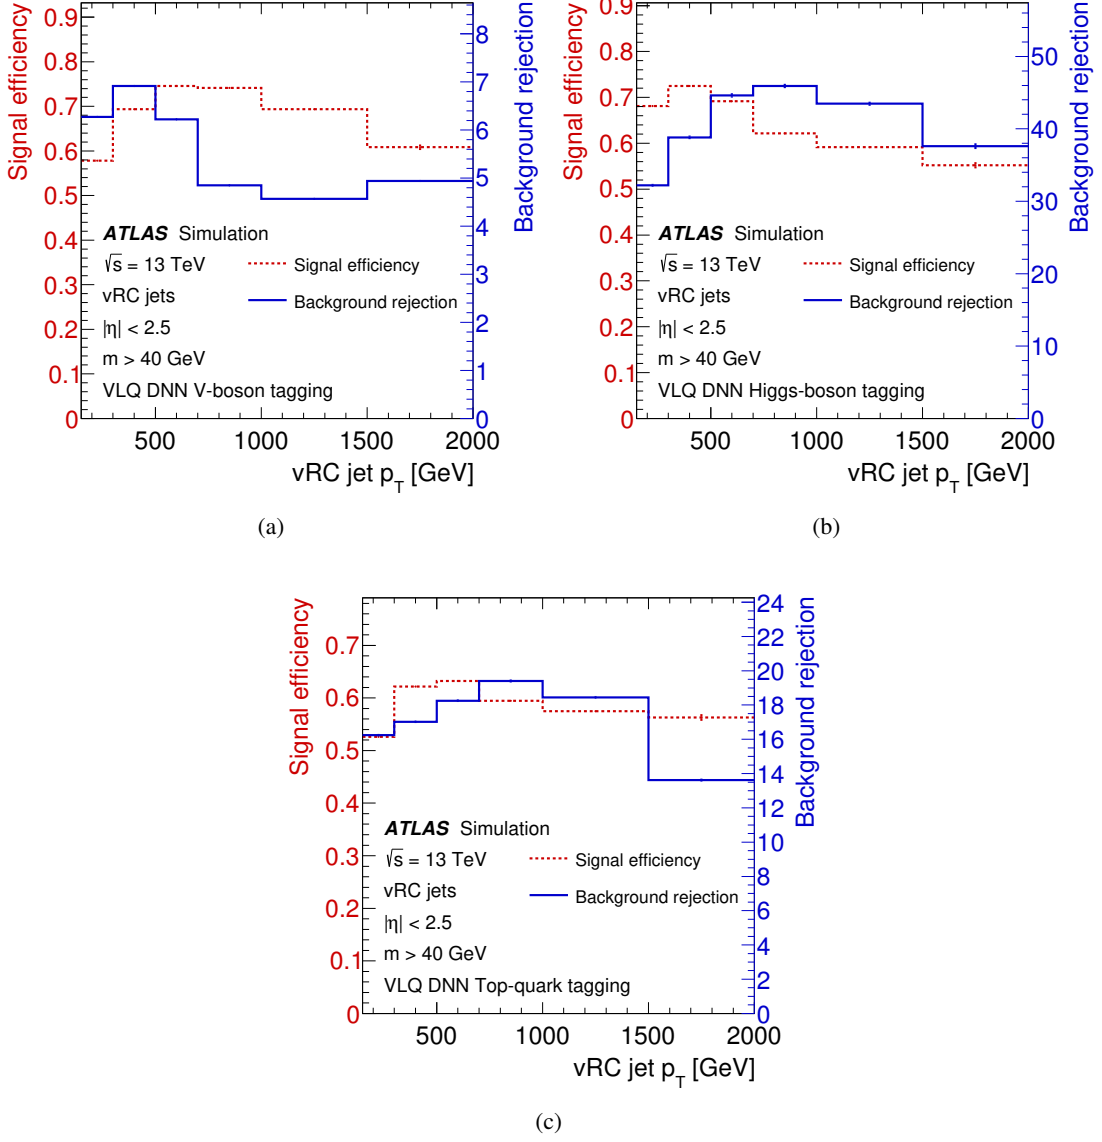 Signal efficiency
0.9
0.8
0.7
0.6
0.5
0.4
0.3
0.2
0.1
0
Background rejection
8
7
6
5
4
3
2
1
0
ATLAS Simulation
√s = 13 TeV
vRC jets
|η| < 2.5
m > 40 GeV
VLQ DNN V-boson tagging
Signal efficiency
Background rejection
500 1000 1500 2000
vRC jet pT [GeV]
(a)
Signal efficiency
0.9
0.8
0.7
0.6
0.5
0.4
0.3
0.2
0.1
0
Background rejection
50
40
30
20
10
0
ATLAS Simulation
√s = 13 TeV
vRC jets
|η| < 2.5
m > 40 GeV
VLQ DNN Higgs-boson tagging
Signal efficiency
Background rejection
500 1000 1500 2000
vRC jet pT [GeV]
(b)
Signal efficiency
0.7
0.6
0.5
0.4
0.3
0.2
0.1
0
Background rejection
24
22
20
18
16
14
12
10
8
6
4
2
0
ATLAS Simulation
√s = 13 TeV
vRC jets
|η| < 2.5
m > 40 GeV
VLQ DNN Top-quark tagging
Signal efficiency
Background rejection
500 1000 1500 2000
vRC jet pT [GeV]
(c)